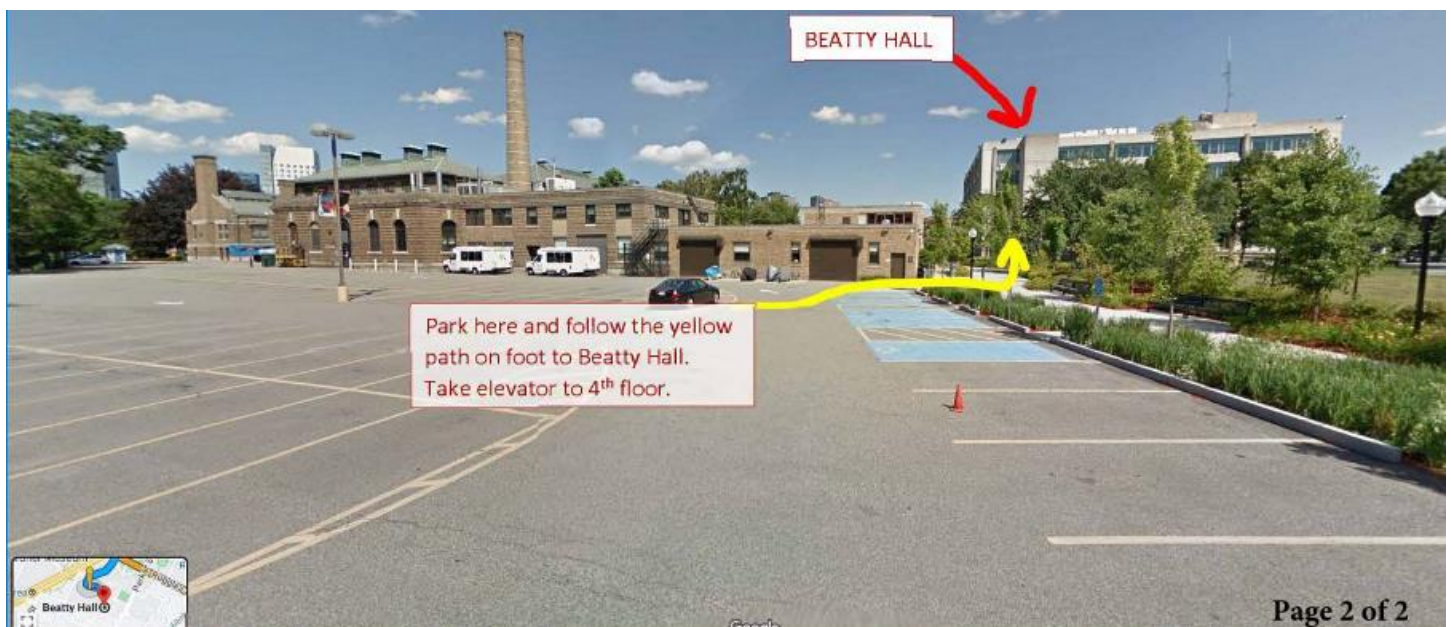 BEATTY HALL
Park here and follow the yellow
path on foot to Beatty Hall.
Take elevator to 4th floor.
Beatty Hall
Google
Page 2 of 2